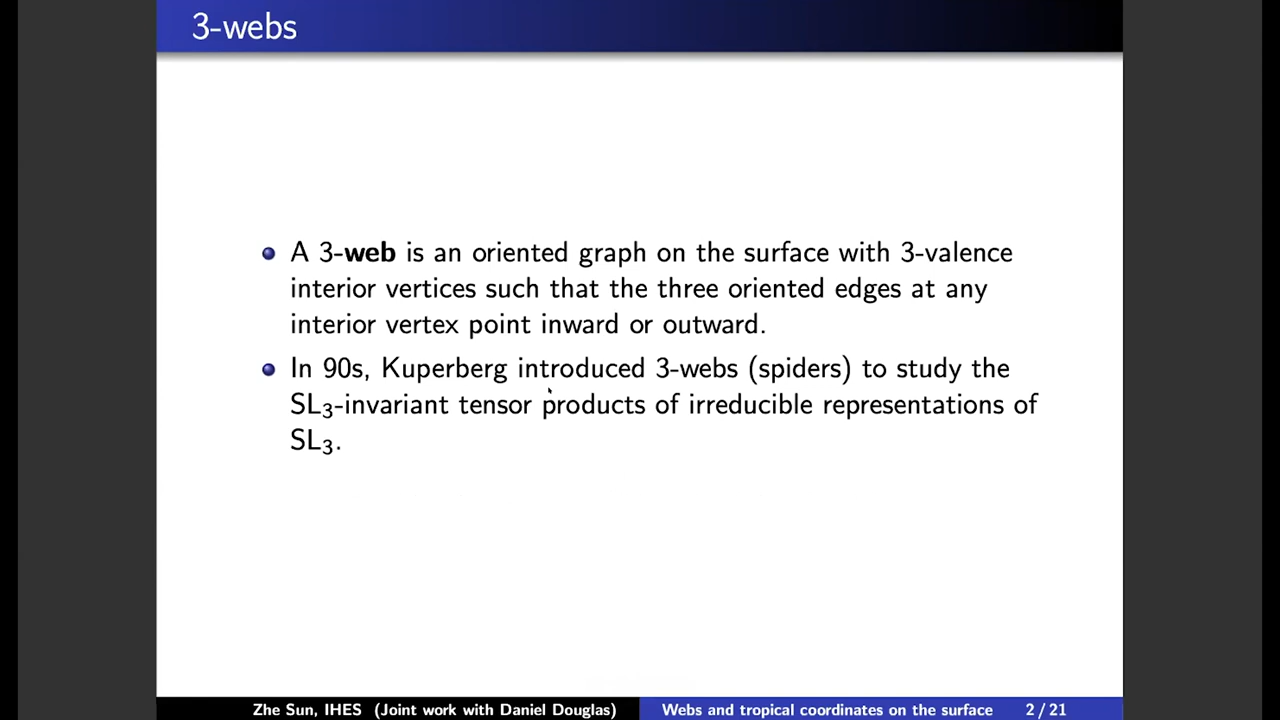 3-webs
A 3-web is an oriented graph on the surface with 3-valence
interior vertices such that the three oriented edges at any
interior vertex point inward or outward.
In 90s, Kuperberg introduced 3-webs (spiders) to study the
SL₃-invariant tensor products of irreducible representations of
SL₃.
Zhe Sun, IHES (Joint work with Daniel Douglas) Webs and tropical coordinates on the surface 2 / 21